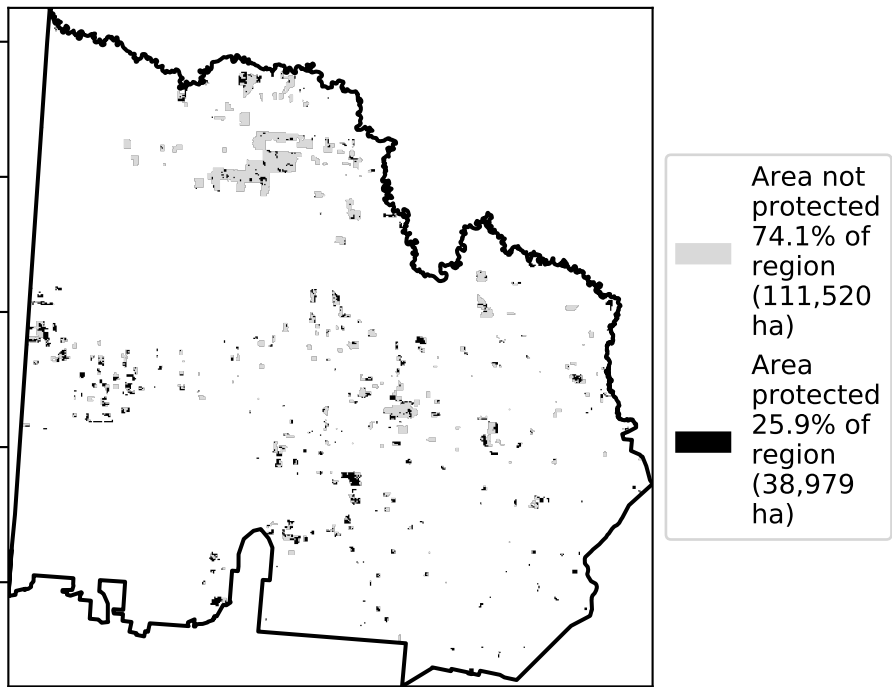 Area not
protected
74.1% of
region
(111,520
ha)
Area
protected
25.9% of
region
(38,979
ha)